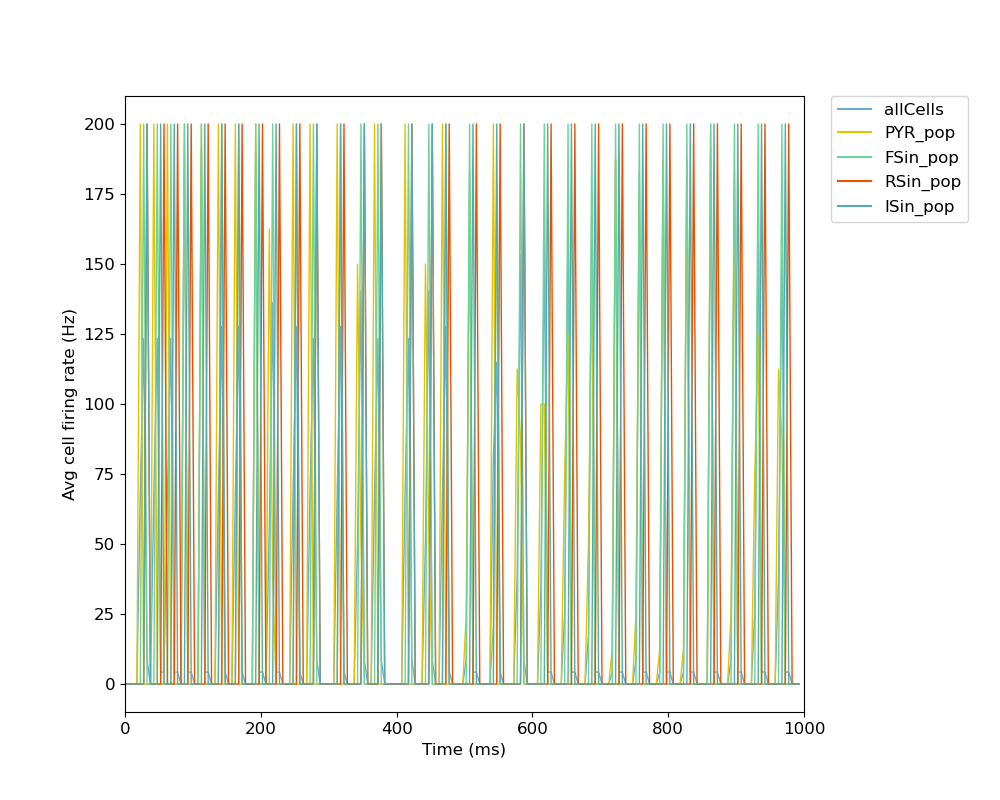 allCells
PYR_pop
FSin_pop
RSin_pop
ISin_pop
200
175
150
125
100
75
50
25
0
Avg cell firing rate (Hz)
0 200 400 600 800 1000
Time (ms)